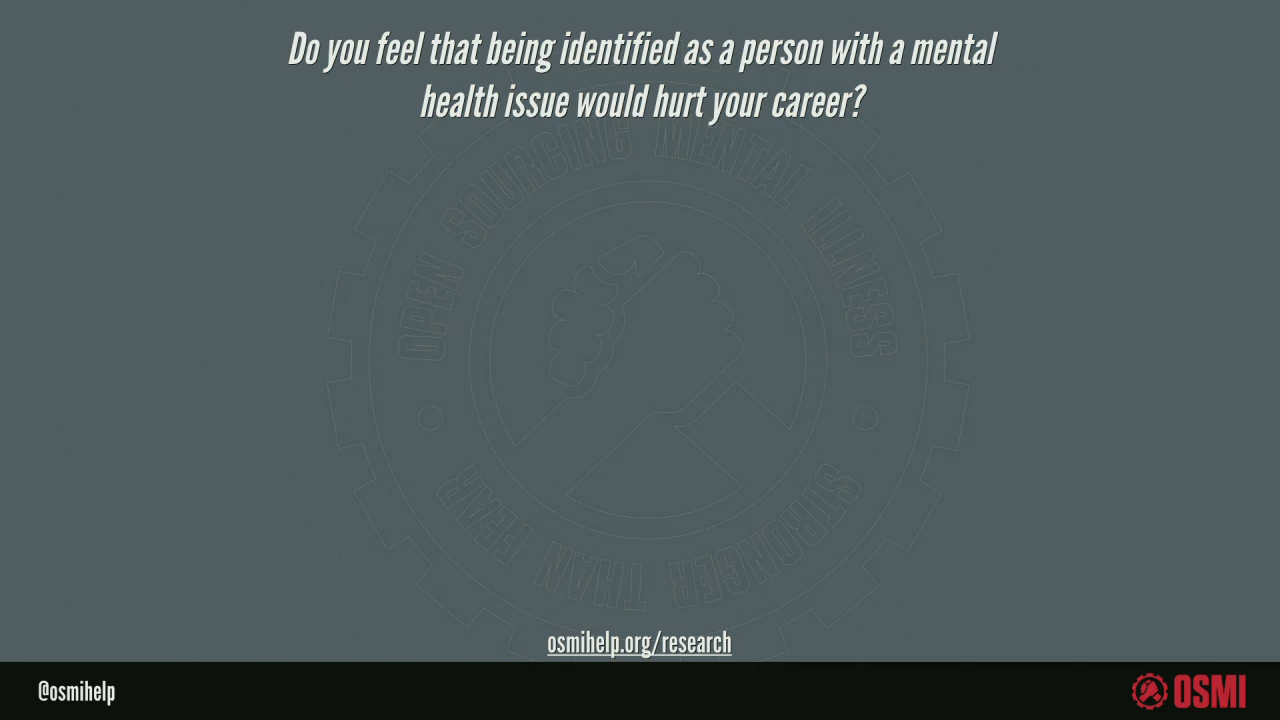 Do you feel that being identified as a person with a mental
health issue would hurt your career?
OPEN SOURCING MENTAL ILLNESS
STRONGER THAN FEAR
osmihelp.org/research
@osmihelp
OSMI